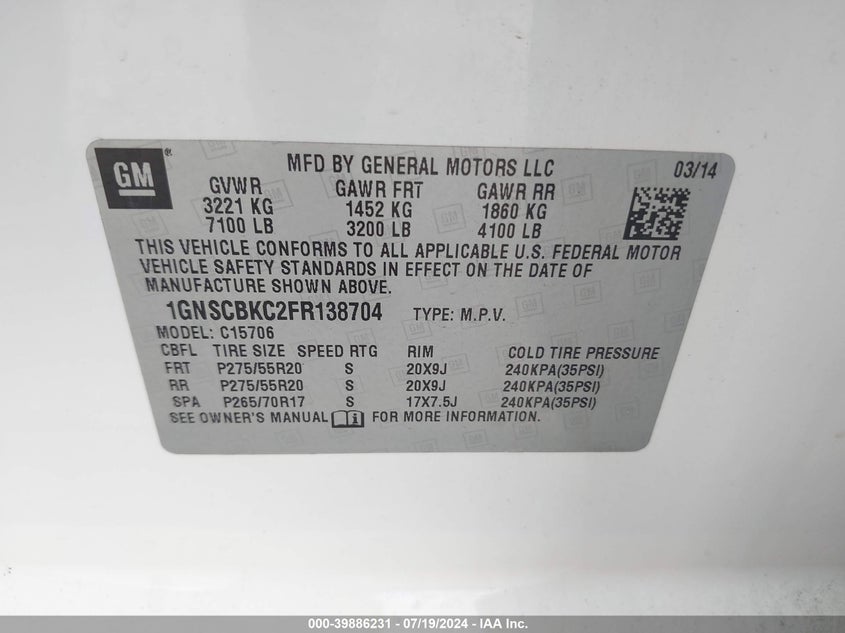 GM ® MFD BY GENERAL MOTORS LLC 03/14
GVWR GAWR FRT GAWR RR
3221 KG 1452 KG 1860 KG
7100 LB 3200 LB 4100 LB
THIS VEHICLE CONFORMS TO ALL APPLICABLE U.S. FEDERAL MOTOR
VEHICLE SAFETY STANDARDS IN EFFECT ON THE DATE OF
MANUFACTURE SHOWN ABOVE.
1GNSCBKC2FR138704 TYPE: M.P.V.
MODEL: C15706
CBFL TIRE SIZE SPEED RTG RIM COLD TIRE PRESSURE
FRT P275/55R20 S 20X9J 240KPA(35PSI)
RR P275/55R20 S 20X9J 240KPA(35PSI)
SPA P265/70R17 S 17X7.5J 240KPA(35PSI)
SEE OWNER'S MANUAL i FOR MORE INFORMATION.
000-39886231 - 07/19/2024 - IAA Inc.